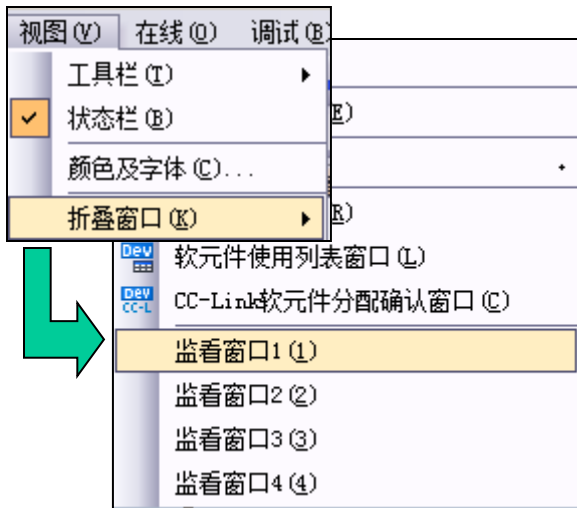 视图(V) 在线(O) 调试(B)
工具栏(T)
状态栏(B)
E)
颜色及字体(C)...
折叠窗口(K)
R)
Dev
软元件使用列表窗口(L)
Dev
CC-L
CC-Link软元件分配确认窗口(C)
监看窗口1(1)
监看窗口2(2)
监看窗口3(3)
监看窗口4(4)